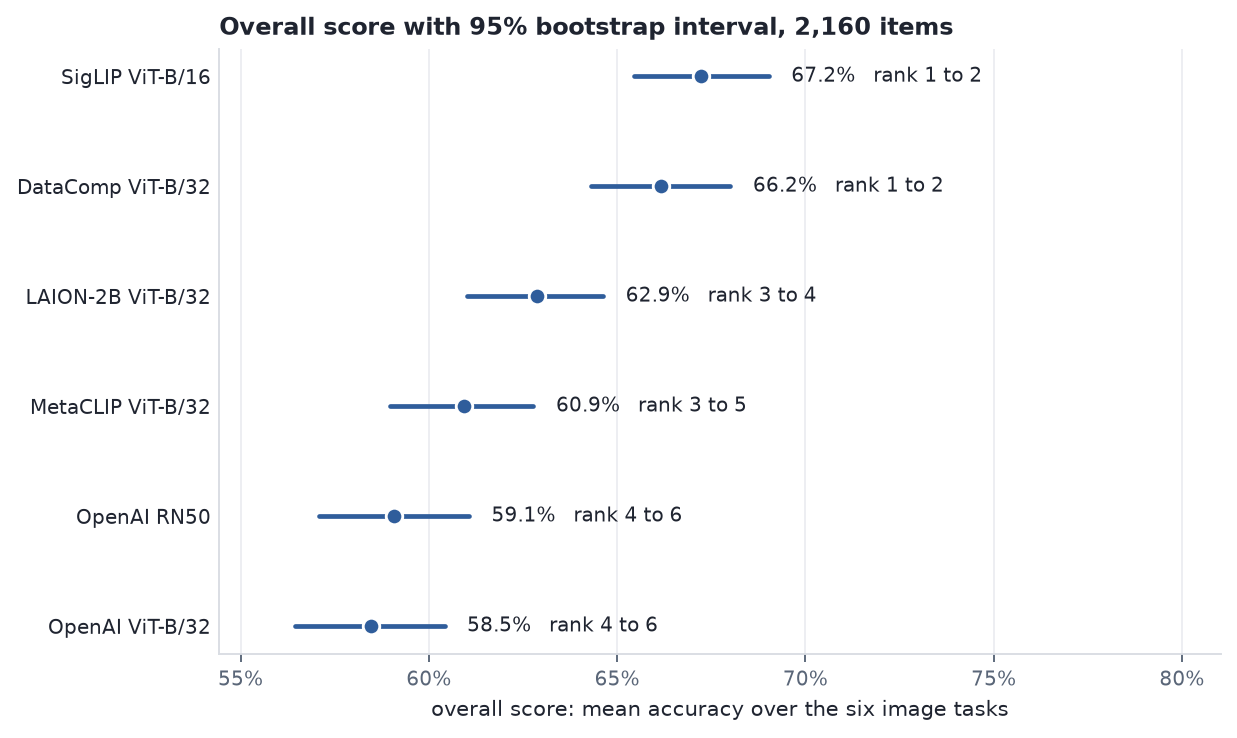 Overall score with 95% bootstrap interval, 2,160 items
SigLIP ViT-B/16 67.2% rank 1 to 2
DataComp ViT-B/32 66.2% rank 1 to 2
LAION-2B ViT-B/32 62.9% rank 3 to 4
MetaCLIP ViT-B/32 60.9% rank 3 to 5
OpenAI RN50 59.1% rank 4 to 6
OpenAI ViT-B/32 58.5% rank 4 to 6
55% 60% 65% 70% 75% 80%
overall score: mean accuracy over the six image tasks